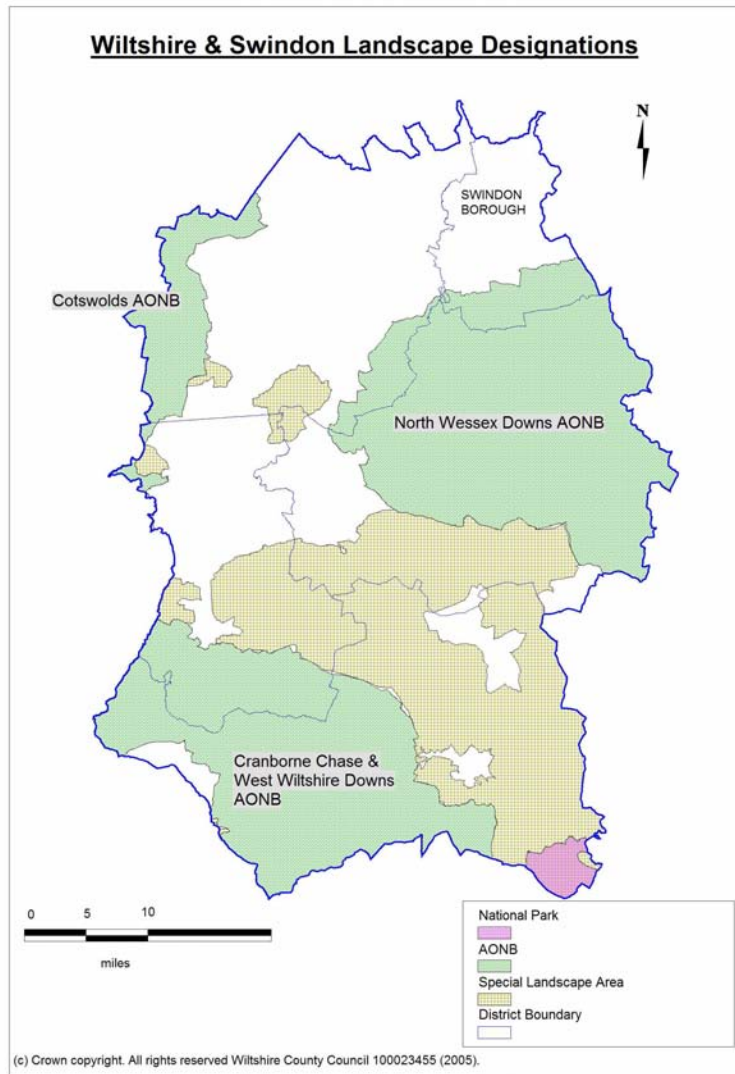 Wiltshire & Swindon Landscape Designations
N
SWINDON
BOROUGH
Cotswolds AONB
North Wessex Downs AONB
Cranborne Chase &
West Wiltshire Downs
AONB
0 5 10
miles
National Park
AONB
Special Landscape Area
District Boundary
(c) Crown copyright. All rights reserved Wiltshire County Council 100023455 (2005).